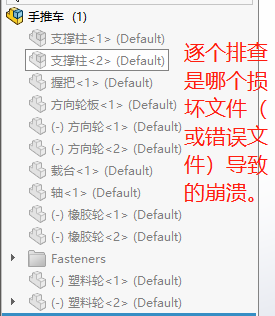 手推车 (1)
支撑柱<1> (Default)
支撑柱<2> (Default)
握把<1> (Default)
方向轮板<1> (Default)
(-) 方向轮<1> (Default)
(-) 方向轮<2> (Default)
载台<1> (Default)
轴<1> (Default)
(-) 橡胶轮<1> (Default)
(-) 橡胶轮<2> (Default)
Fasteners
(-) 塑料轮<1> (Default)
(-) 塑料轮<2> (Default)
逐个排查
是哪个损
坏文件（
或错误文
件）导致
的崩溃。